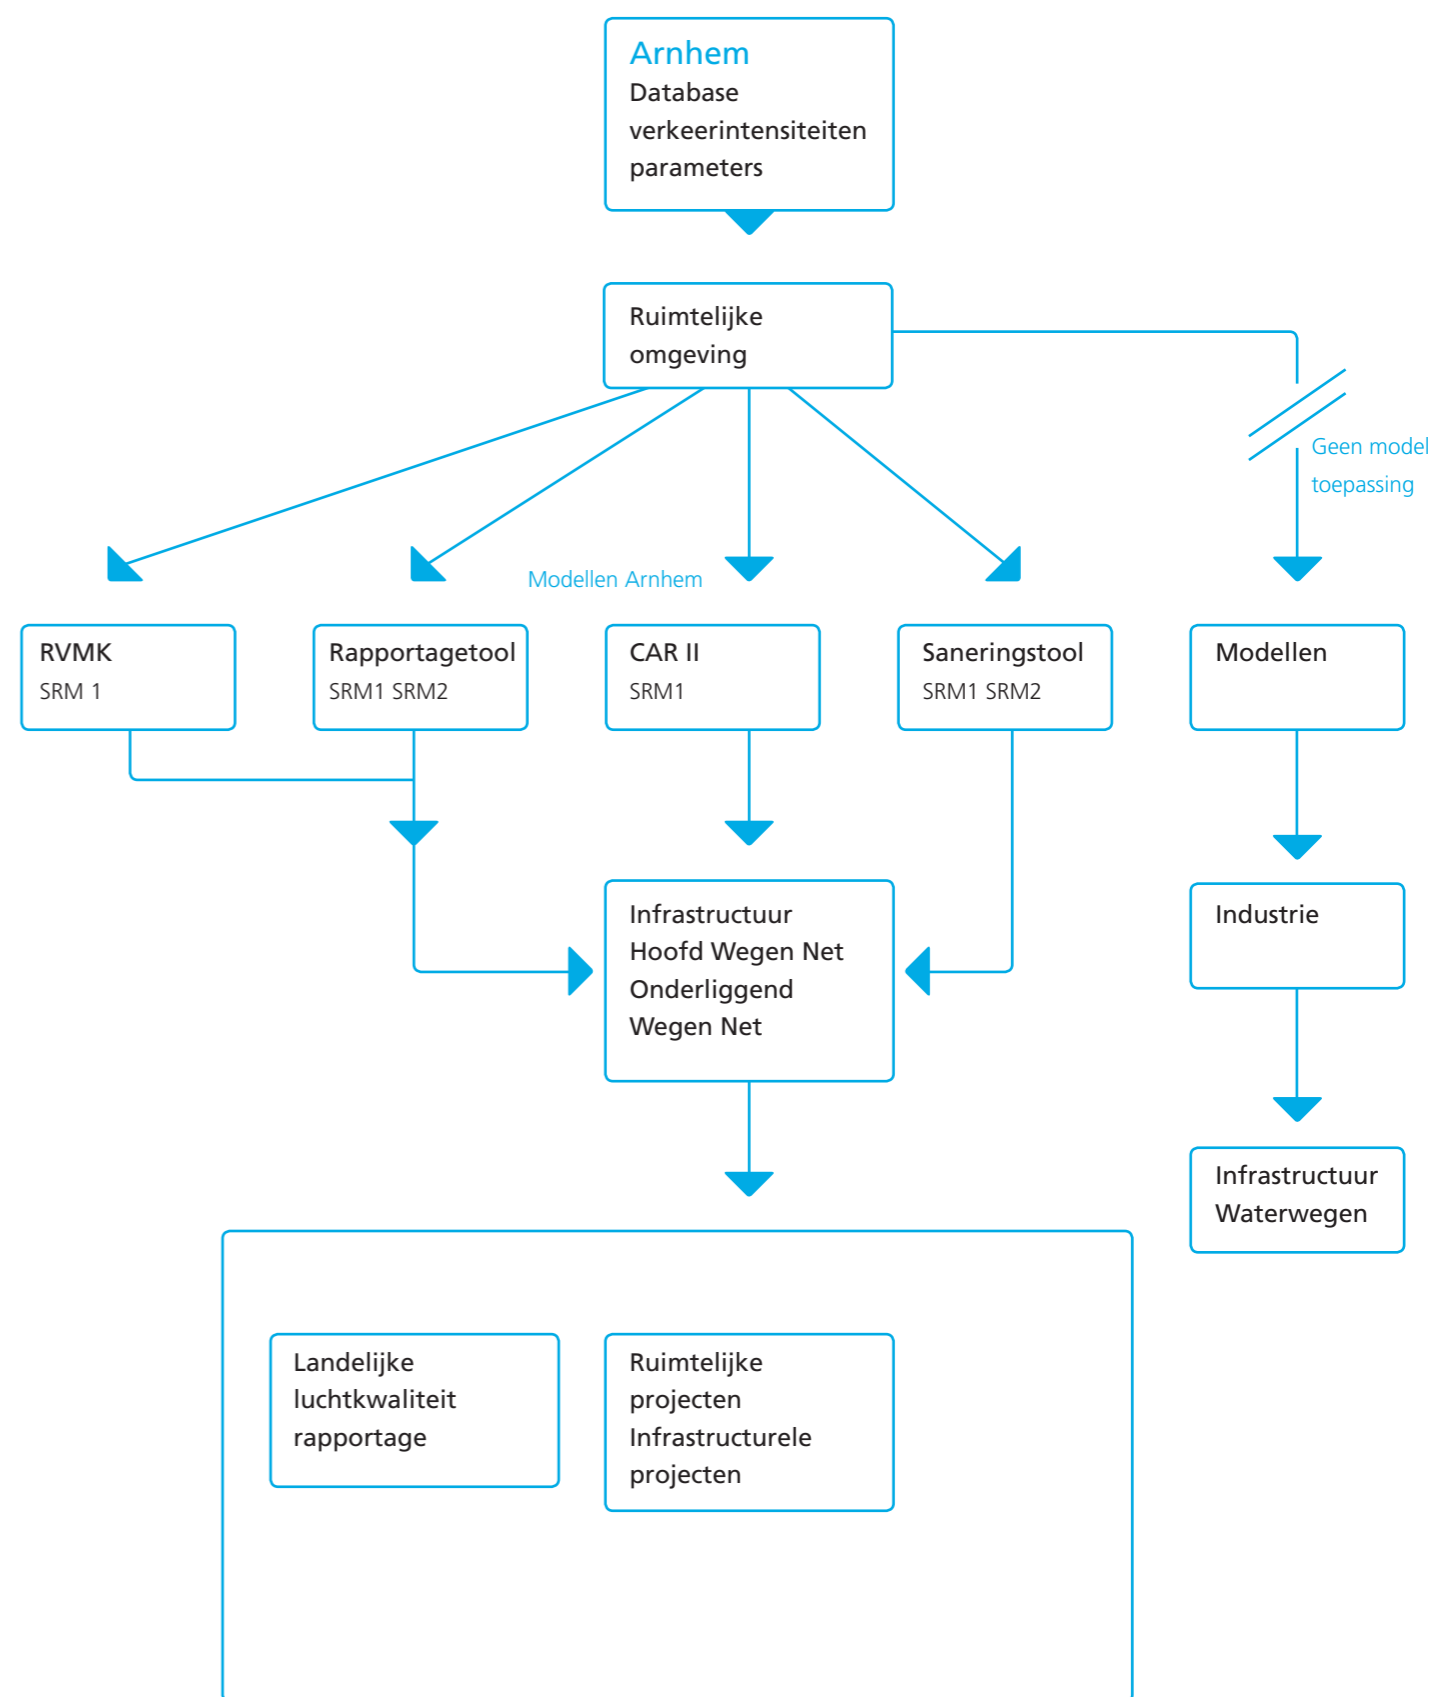 Arnhem
Database
verkeerintensiteiten
parameters
Ruimtelijke
omgeving
Geen model
toepassing
Modellen Arnhem
RVMK
SRM 1
Rapportagetool
SRM1 SRM2
CAR II
SRM1
Saneringstool
SRM1 SRM2
Modellen
Infrastructuur
Hoofd Wegen Net
Onderliggend
Wegen Net
Industrie
Infrastructuur
Waterwegen
Landelijke
luchtkwaliteit
rapportage
Ruimtelijke
projecten
Infrastructurele
projecten